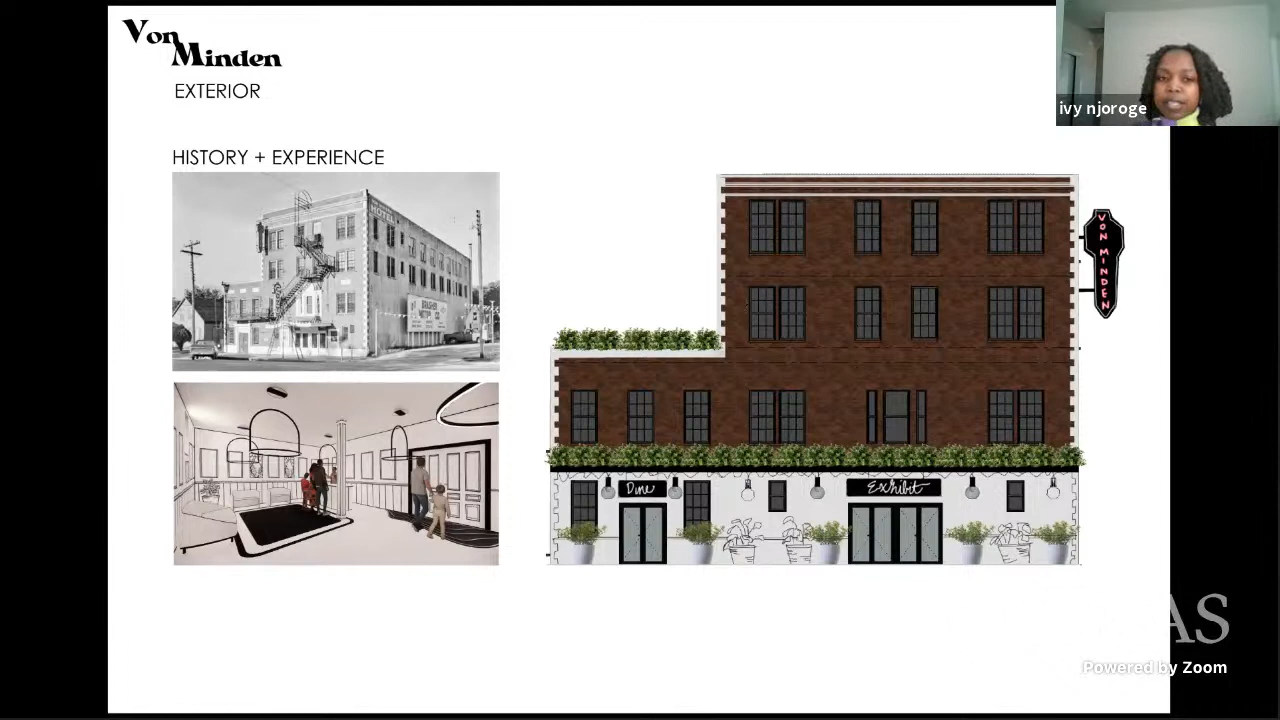 Von
Minden
EXTERIOR
HISTORY + EXPERIENCE
HOTEL
VON MINDEN
Dine
Exhibit
ivy njoroge
AS
Powered by Zoom